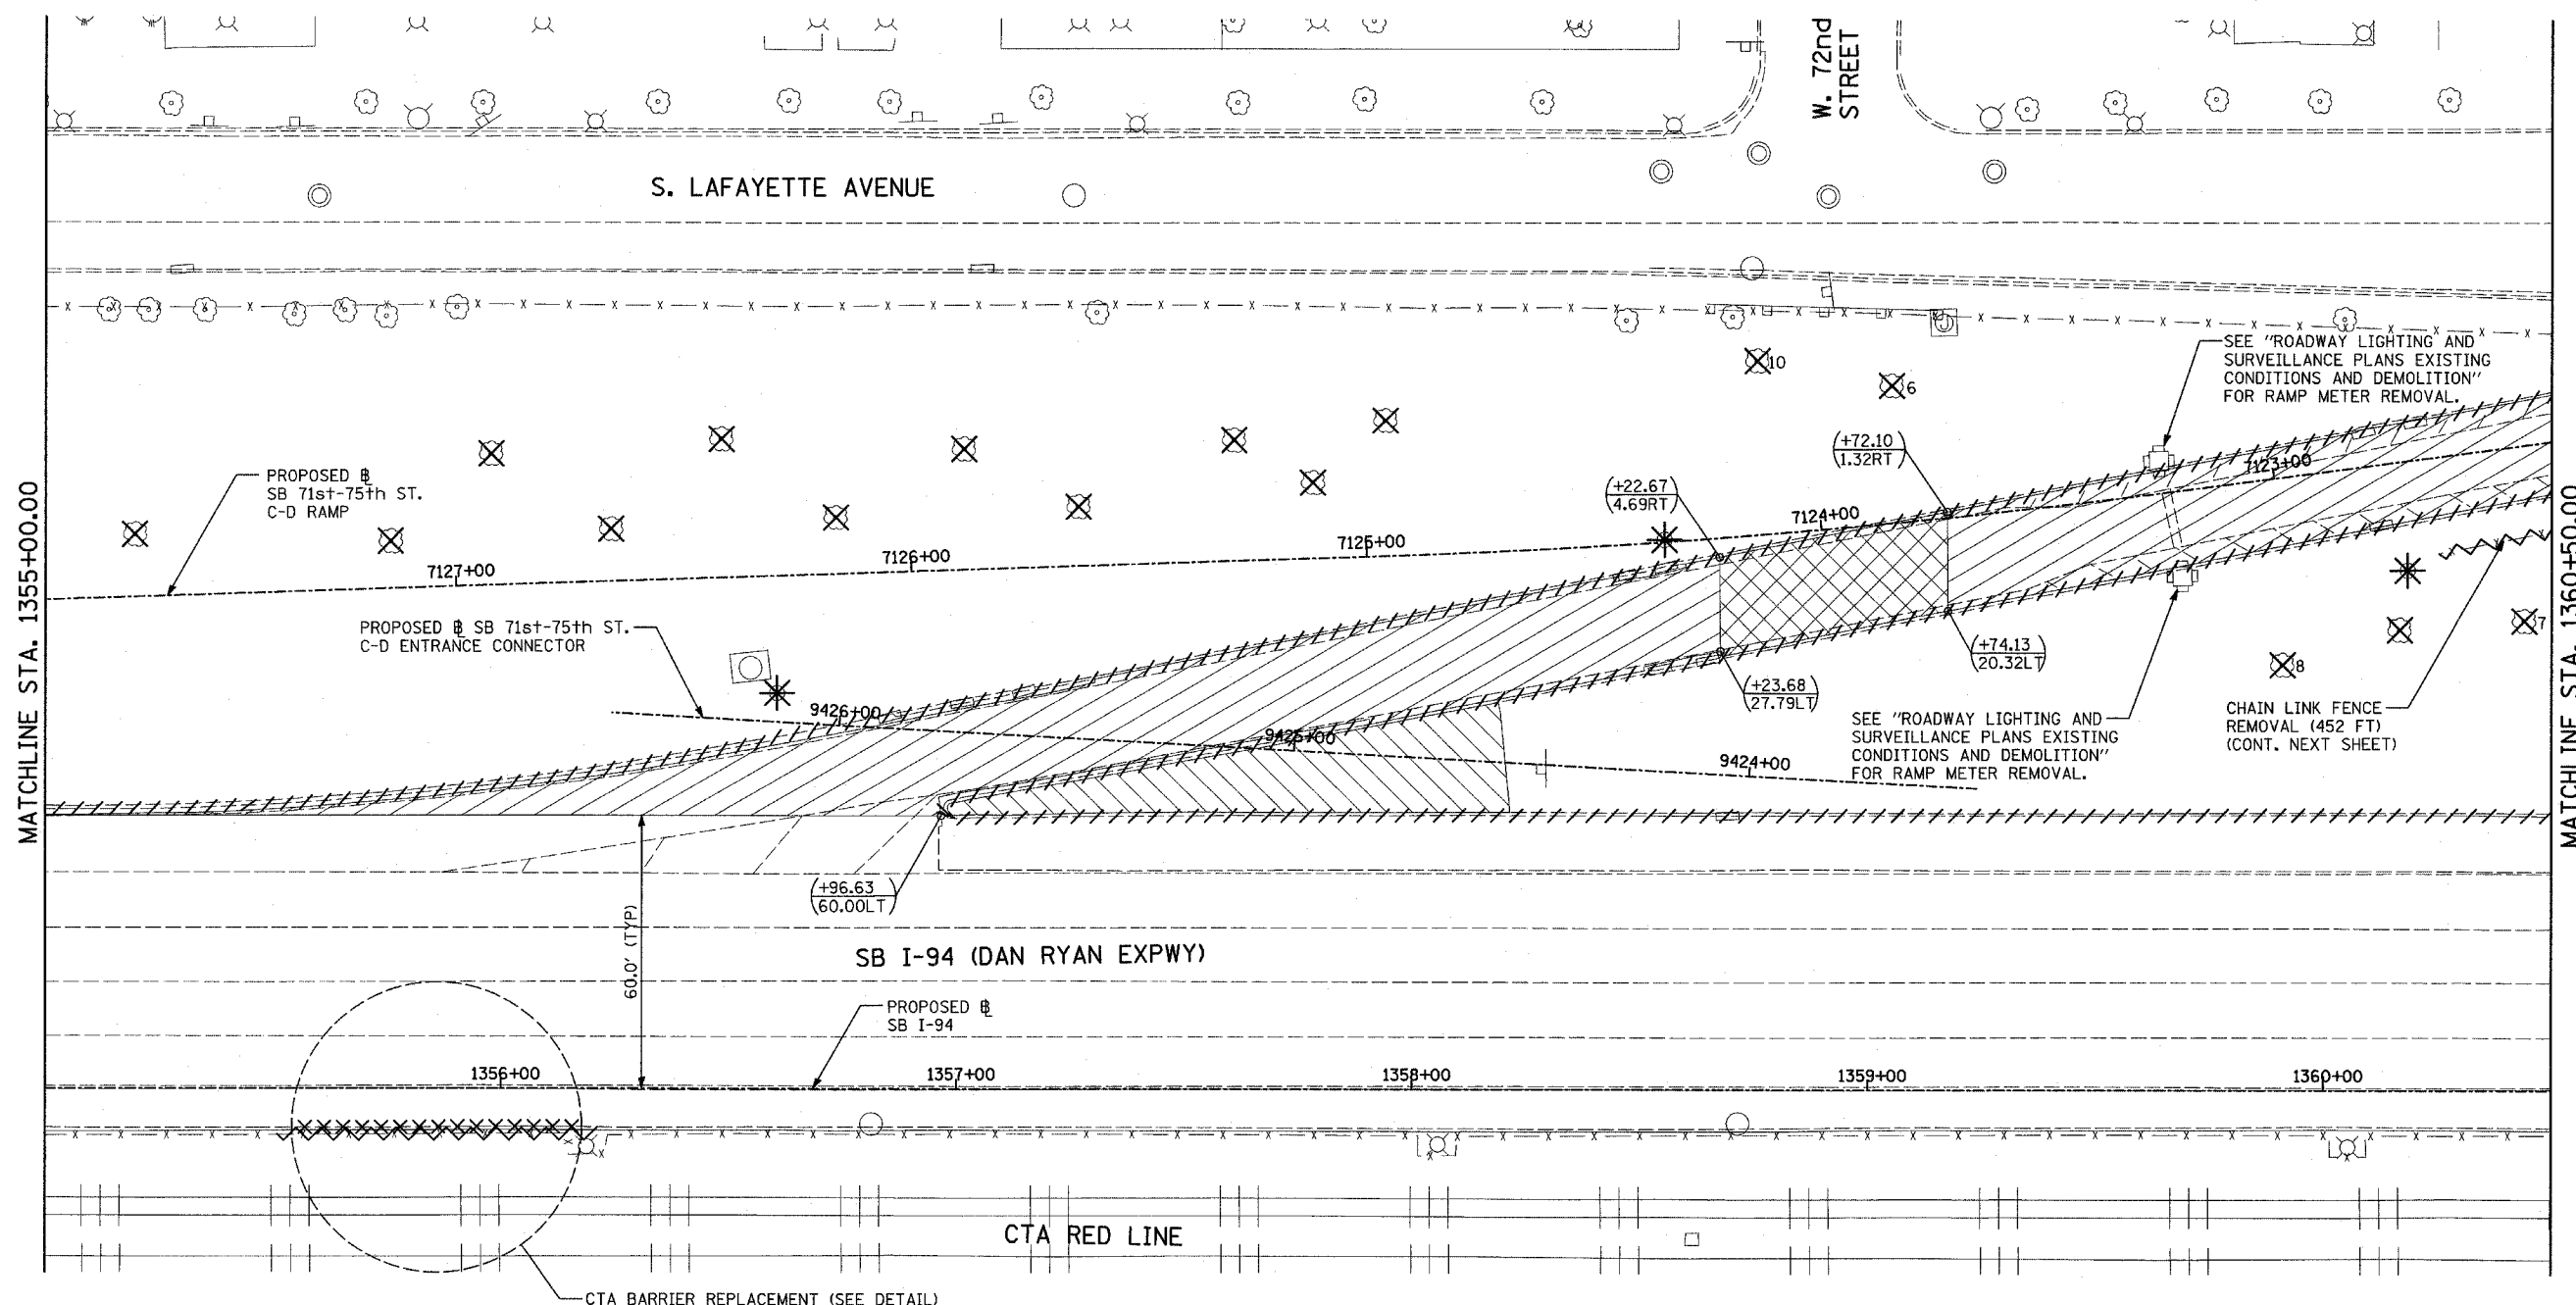 W. 72nd
STREET
S. LAFAYETTE AVENUE
SEE "ROADWAY LIGHTING AND
SURVEILLANCE PLANS EXISTING
CONDITIONS AND DEMOLITION"
FOR RAMP METER REMOVAL.
10
6
+72.10
1.32RT
7123+00
PROPOSED ℄
SB 71st-75th ST.
C-D RAMP
+22.67
4.69RT
7124+00
7125+00
7126+00
7127+00
MATCHLINE STA. 1355+00.00
MATCHLINE STA. 1360+50.00
PROPOSED ℄ SB 71st-75th ST.
C-D ENTRANCE CONNECTOR
7
+74.13
20.32LT
8
+23.68
27.79LT
9426+00
9425+00
9424+00
SEE "ROADWAY LIGHTING AND
SURVEILLANCE PLANS EXISTING
CONDITIONS AND DEMOLITION"
FOR RAMP METER REMOVAL.
CHAIN LINK FENCE
REMOVAL (452 FT)
(CONT. NEXT SHEET)
+96.63
60.00LT
60.0' (TYP)
SB I-94 (DAN RYAN EXPWY)
PROPOSED ℄
SB I-94
1356+00
1357+00
1358+00
1359+00
1360+00
CTA RED LINE
CTA BARRIER REPLACEMENT (SEE DETAIL)